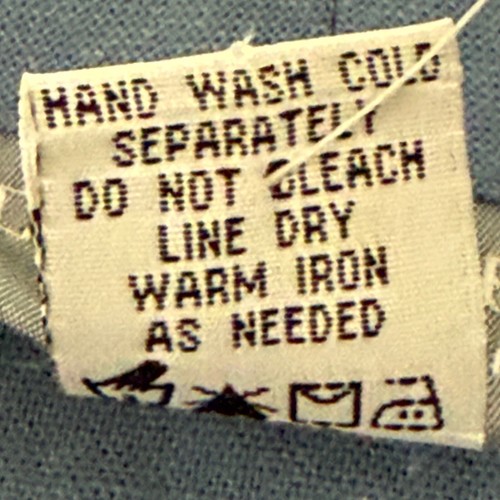 HAND WASH COLD
SEPARATELY
DO NOT BLEACH
LINE DRY
WARM IRON
AS NEEDED